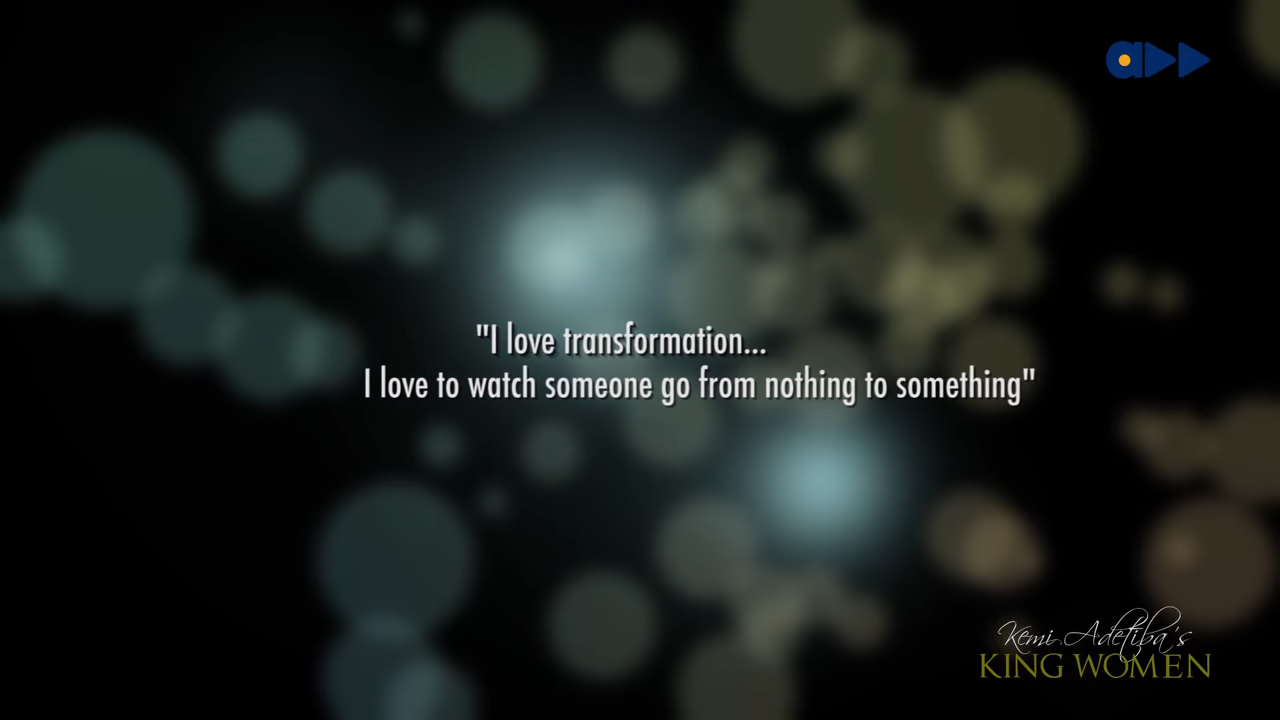 "I love transformation...
I love to watch someone go from nothing to something"
Kemi Adetiba's
KING WOMEN